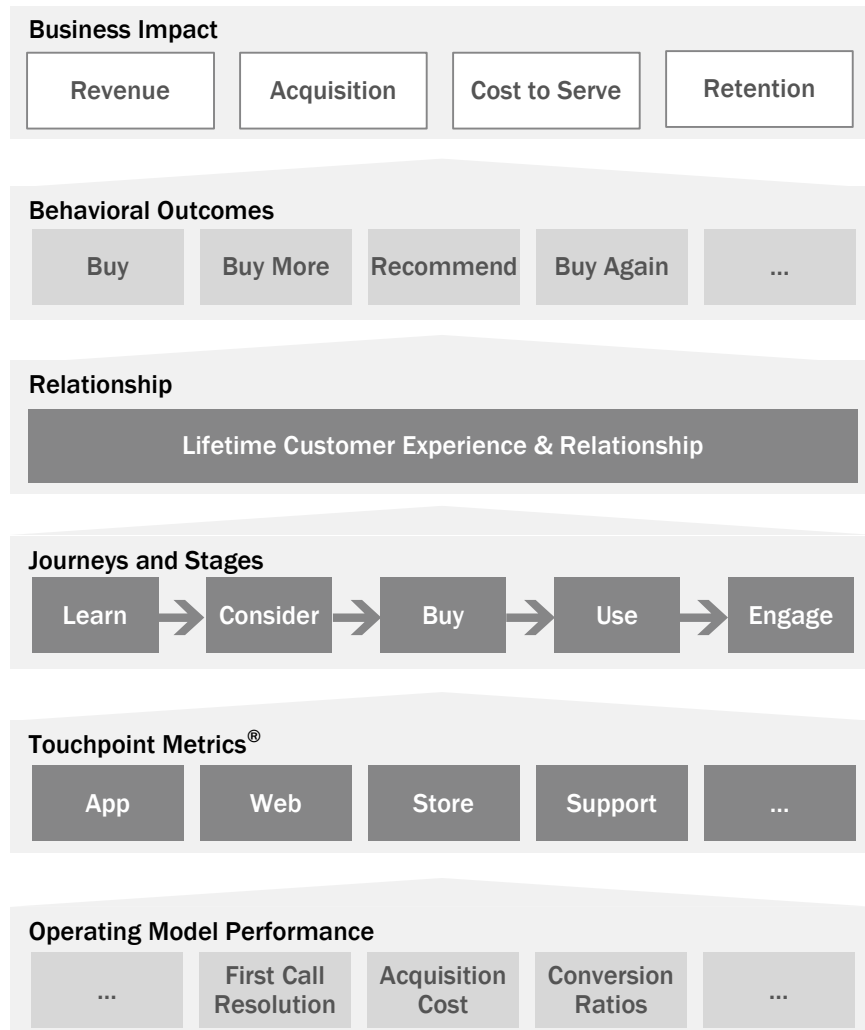 Business Impact
Revenue
Acquisition
Cost to Serve
Retention
Behavioral Outcomes
Buy
Buy More
Recommend
Buy Again
...
Relationship
Lifetime Customer Experience & Relationship
Journeys and Stages
Learn
Consider
Buy
Use
Engage
Touchpoint Metrics®
App
Web
Store
Support
...
Operating Model Performance
...
First Call
Resolution
Acquisition
Cost
Conversion
Ratios
...